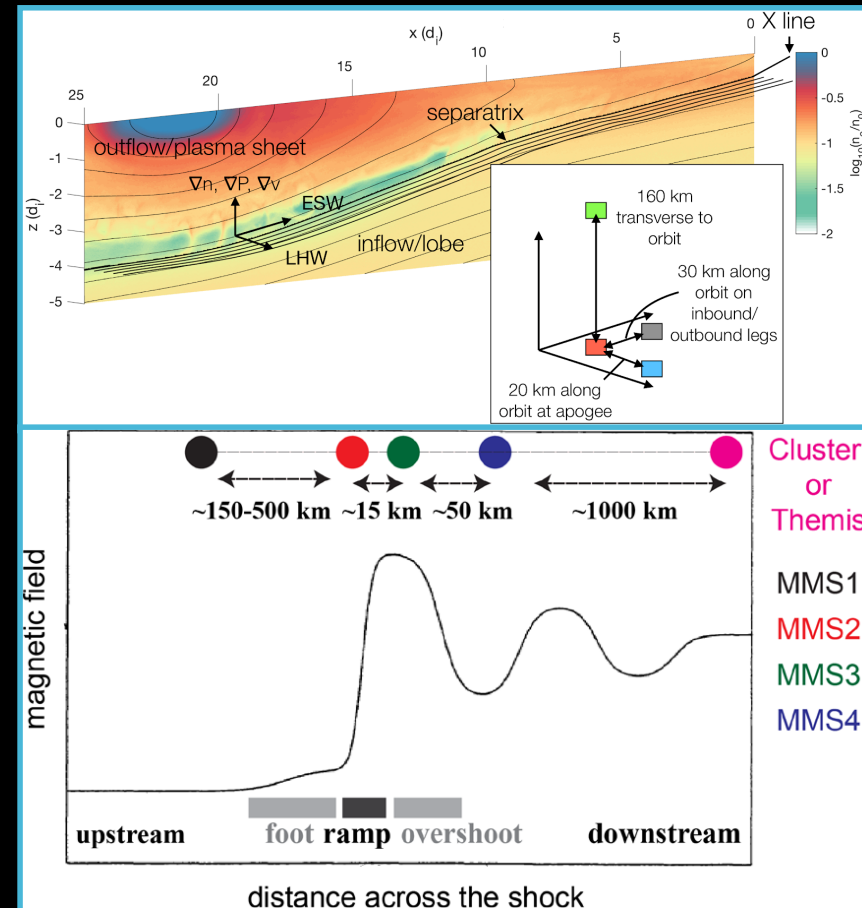 x (d_i)
0
X line
5
10
15
20
25
0
-1
-2
-3
-4
-5
z (d_i)
separatrix
outflow/plasma sheet
∇n, ∇P, ∇v
ESW
LHW
inflow/lobe
0
-0.5
-1
-1.5
-2
log_10(n_e/n_0)
160 km
transverse to
orbit
30 km along
orbit on
inbound/
outbound legs
20 km along
orbit at apogee
~150-500 km
~15 km
~50 km
~1000 km
Cluster
or
Themis
MMS1
MMS2
MMS3
MMS4
magnetic field
upstream
foot
ramp
overshoot
downstream
distance across the shock